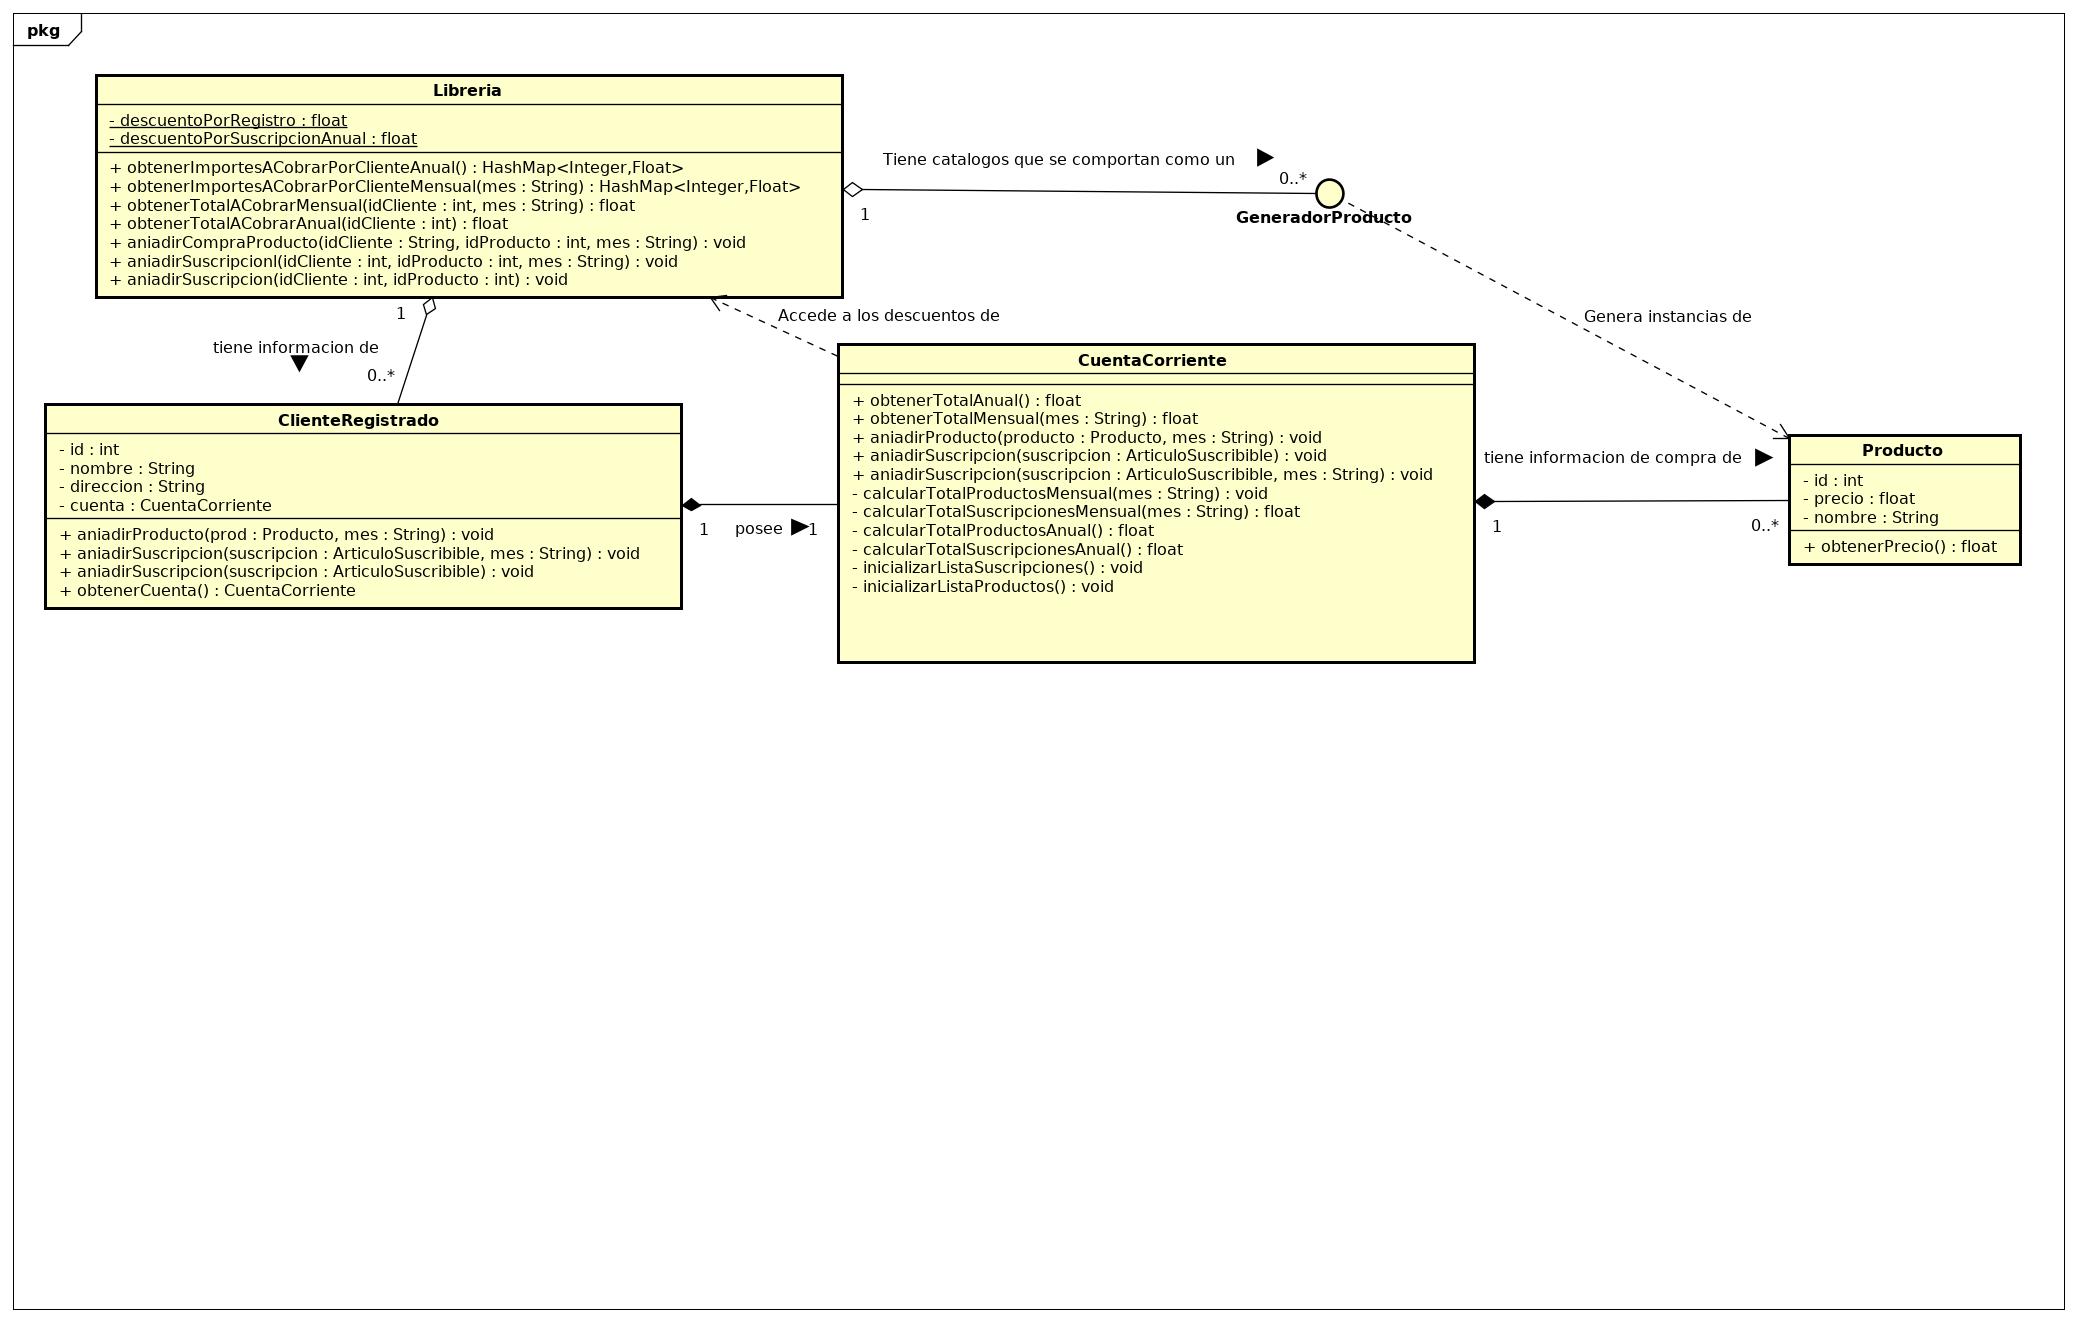 pkg
Libreria
- descuentoPorRegistro : float
- descuentoPorSuscripcionAnual : float
+ obtenerImportesACobrarPorClienteAnual() : HashMap<Integer,Float>
+ obtenerImportesACobrarPorClienteMensual(mes : String) : HashMap<Integer,Float>
+ obtenerTotalACobrarMensual(idCliente : int, mes : String) : float
+ obtenerTotalACobrarAnual(idCliente : int) : float
+ aniadirCompraProducto(idCliente : String, idProducto : int, mes : String) : void
+ aniadirSuscripcionl(idCliente : int, idProducto : int, mes : String) : void
+ aniadirSuscripcion(idCliente : int, idProducto : int) : void
Tiene catalogos que se comportan como un
0..*
1
GeneradorProducto
1
tiene informacion de
0..*
Accede a los descuentos de
Genera instancias de
ClienteRegistrado
- id : int
- nombre : String
- direccion : String
- cuenta : CuentaCorriente
+ aniadirProducto(prod : Producto, mes : String) : void
+ aniadirSuscripcion(suscripcion : ArticuloSuscribible, mes : String) : void
+ aniadirSuscripcion(suscripcion : ArticuloSuscribible) : void
+ obtenerCuenta() : CuentaCorriente
1
posee
1
CuentaCorriente
+ obtenerTotalAnual() : float
+ obtenerTotalMensual(mes : String) : float
+ aniadirProducto(producto : Producto, mes : String) : void
+ aniadirSuscripcion(suscripcion : ArticuloSuscribible) : void
+ aniadirSuscripcion(suscripcion : ArticuloSuscribible, mes : String) : void
- calcularTotalProductosMensual(mes : String) : void
- calcularTotalSuscripcionesMensual(mes : String) : float
- calcularTotalProductosAnual() : float
- calcularTotalSuscripcionesAnual() : float
- inicializarListaSuscripciones() : void
- inicializarListaProductos() : void
tiene informacion de compra de
1
0..*
Producto
- id : int
- precio : float
- nombre : String
+ obtenerPrecio() : float